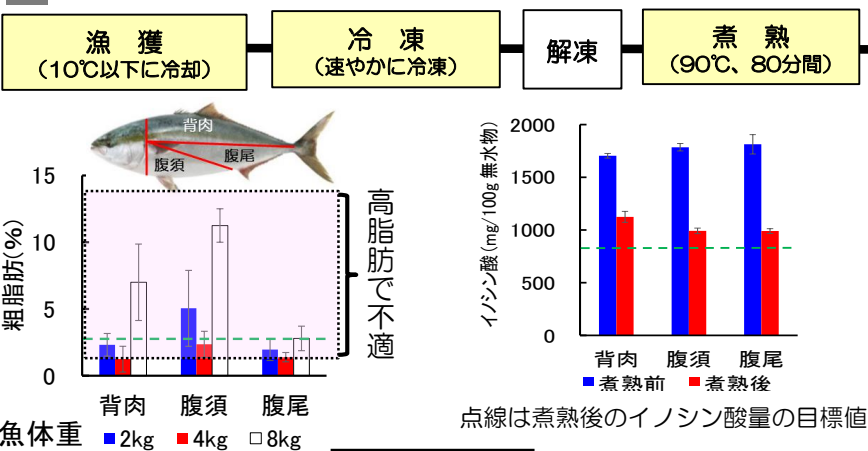 漁　獲
(10℃以下に冷却)
冷　凍
(速やかに冷凍)
解凍
煮　熟
(90℃、80分間)
背肉
腹須
腹尾
粗脂肪(%)
15
10
5
0
高脂肪で不適
背肉 腹須 腹尾
魚体重 ■2kg ■4kg □8kg
イノシン酸(mg/100g 無水物)
2000
1500
1000
500
0
背肉 腹須 腹尾
■煮熟前 ■煮熟後
点線は煮熟後のイノシン酸量の目標値